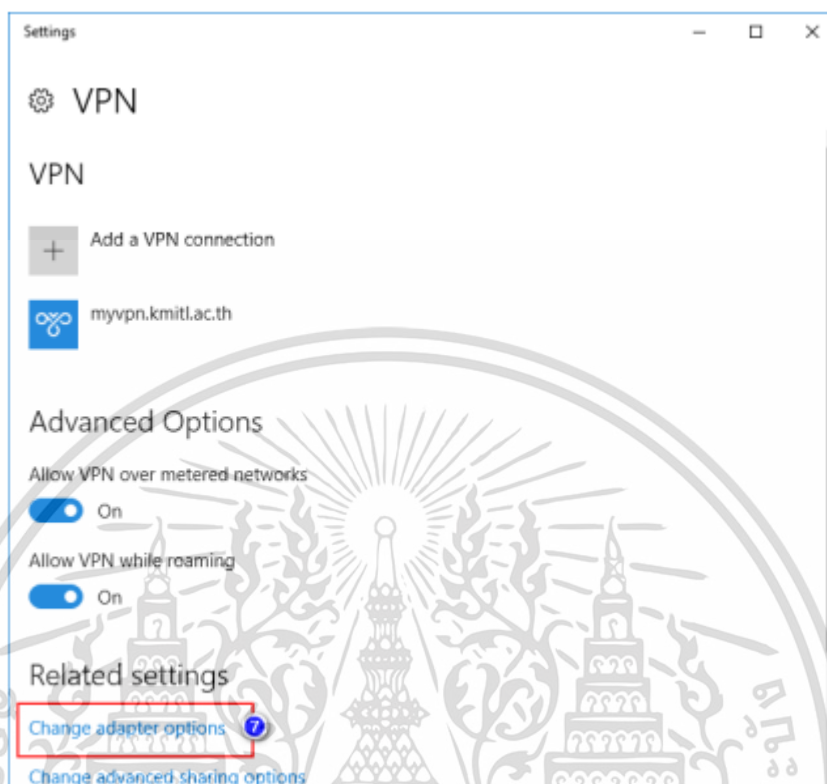 Settings
VPN
VPN
Add a VPN connection
myvpn.kmitl.ac.th
Advanced Options
Allow VPN over metered networks
On
Allow VPN while roaming
On
Related settings
Change adapter options 7
Change advanced sharing options